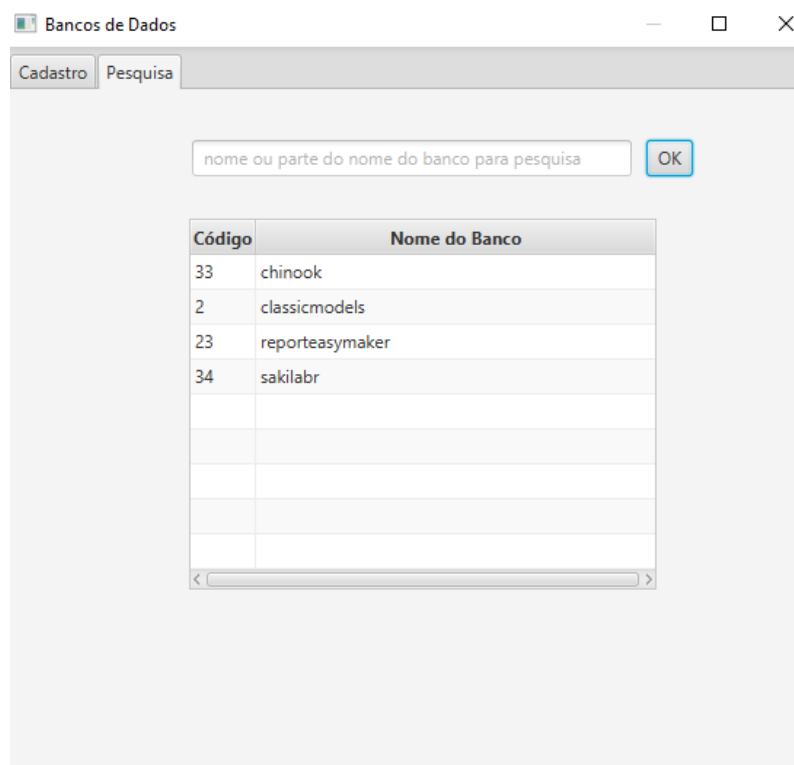 Bancos de Dados
Cadastro Pesquisa
nome ou parte do nome do banco para pesquisa OK
Código Nome do Banco
33 chinook
2 classicmodels
23 reporteasymaker
34 sakilabr